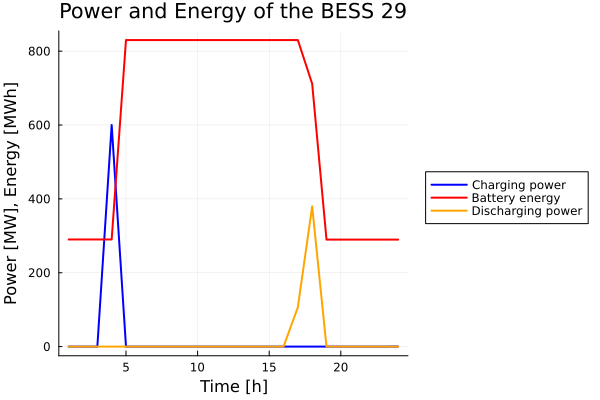 Power and Energy of the BESS 29
Power [MW], Energy [MWh]
800
600
400
200
0
5 10 15 20
Time [h]
Charging power
Battery energy
Discharging power